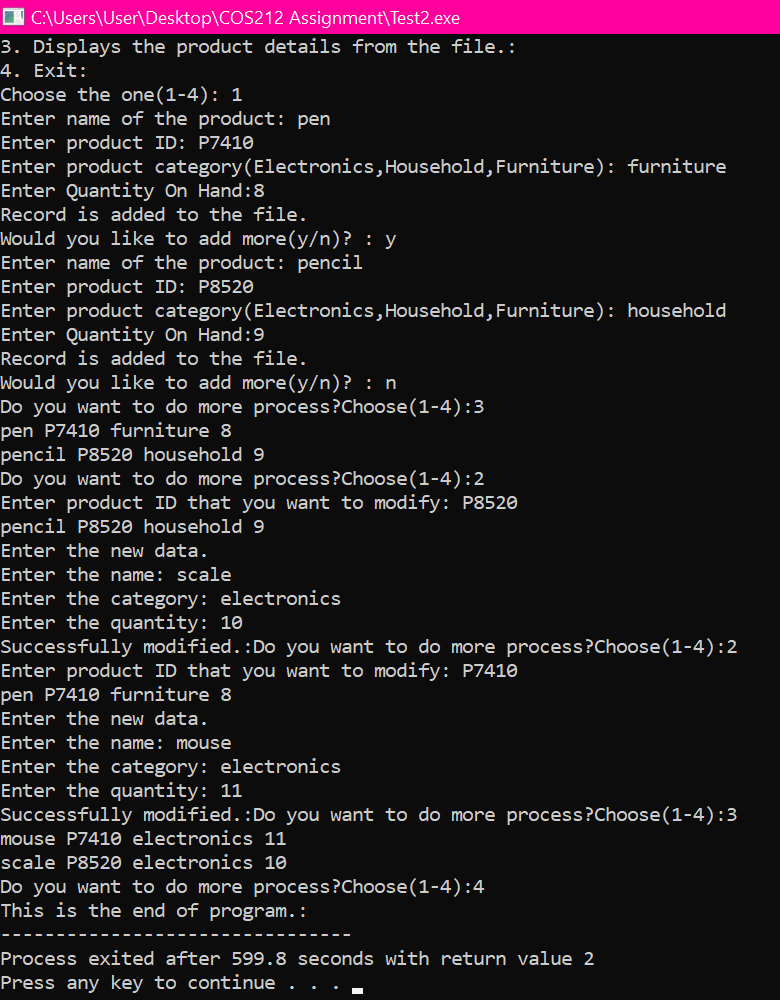 C:\Users\User\Desktop\COS212 Assignment\Test2.exe
3. Displays the product details from the file.:
4. Exit:
Choose the one(1-4): 1
Enter name of the product: pen
Enter product ID: P7410
Enter product category(Electronics,Household,Furniture): furniture
Enter Quantity On Hand:8
Record is added to the file.
Would you like to add more(y/n)? : y
Enter name of the product: pencil
Enter product ID: P8520
Enter product category(Electronics,Household,Furniture): household
Enter Quantity On Hand:9
Record is added to the file.
Would you like to add more(y/n)? : n
Do you want to do more process?Choose(1-4):3
pen P7410 furniture 8
pencil P8520 household 9
Do you want to do more process?Choose(1-4):2
Enter product ID that you want to modify: P8520
pencil P8520 household 9
Enter the new data.
Enter the name: scale
Enter the category: electronics
Enter the quantity: 10
Successfully modified.:Do you want to do more process?Choose(1-4):2
Enter product ID that you want to modify: P7410
pen P7410 furniture 8
Enter the new data.
Enter the name: mouse
Enter the category: electronics
Enter the quantity: 11
Successfully modified.:Do you want to do more process?Choose(1-4):3
mouse P7410 electronics 11
scale P8520 electronics 10
Do you want to do more process?Choose(1-4):4
This is the end of program.:
--------------------------------
Process exited after 599.8 seconds with return value 2
Press any key to continue . . .